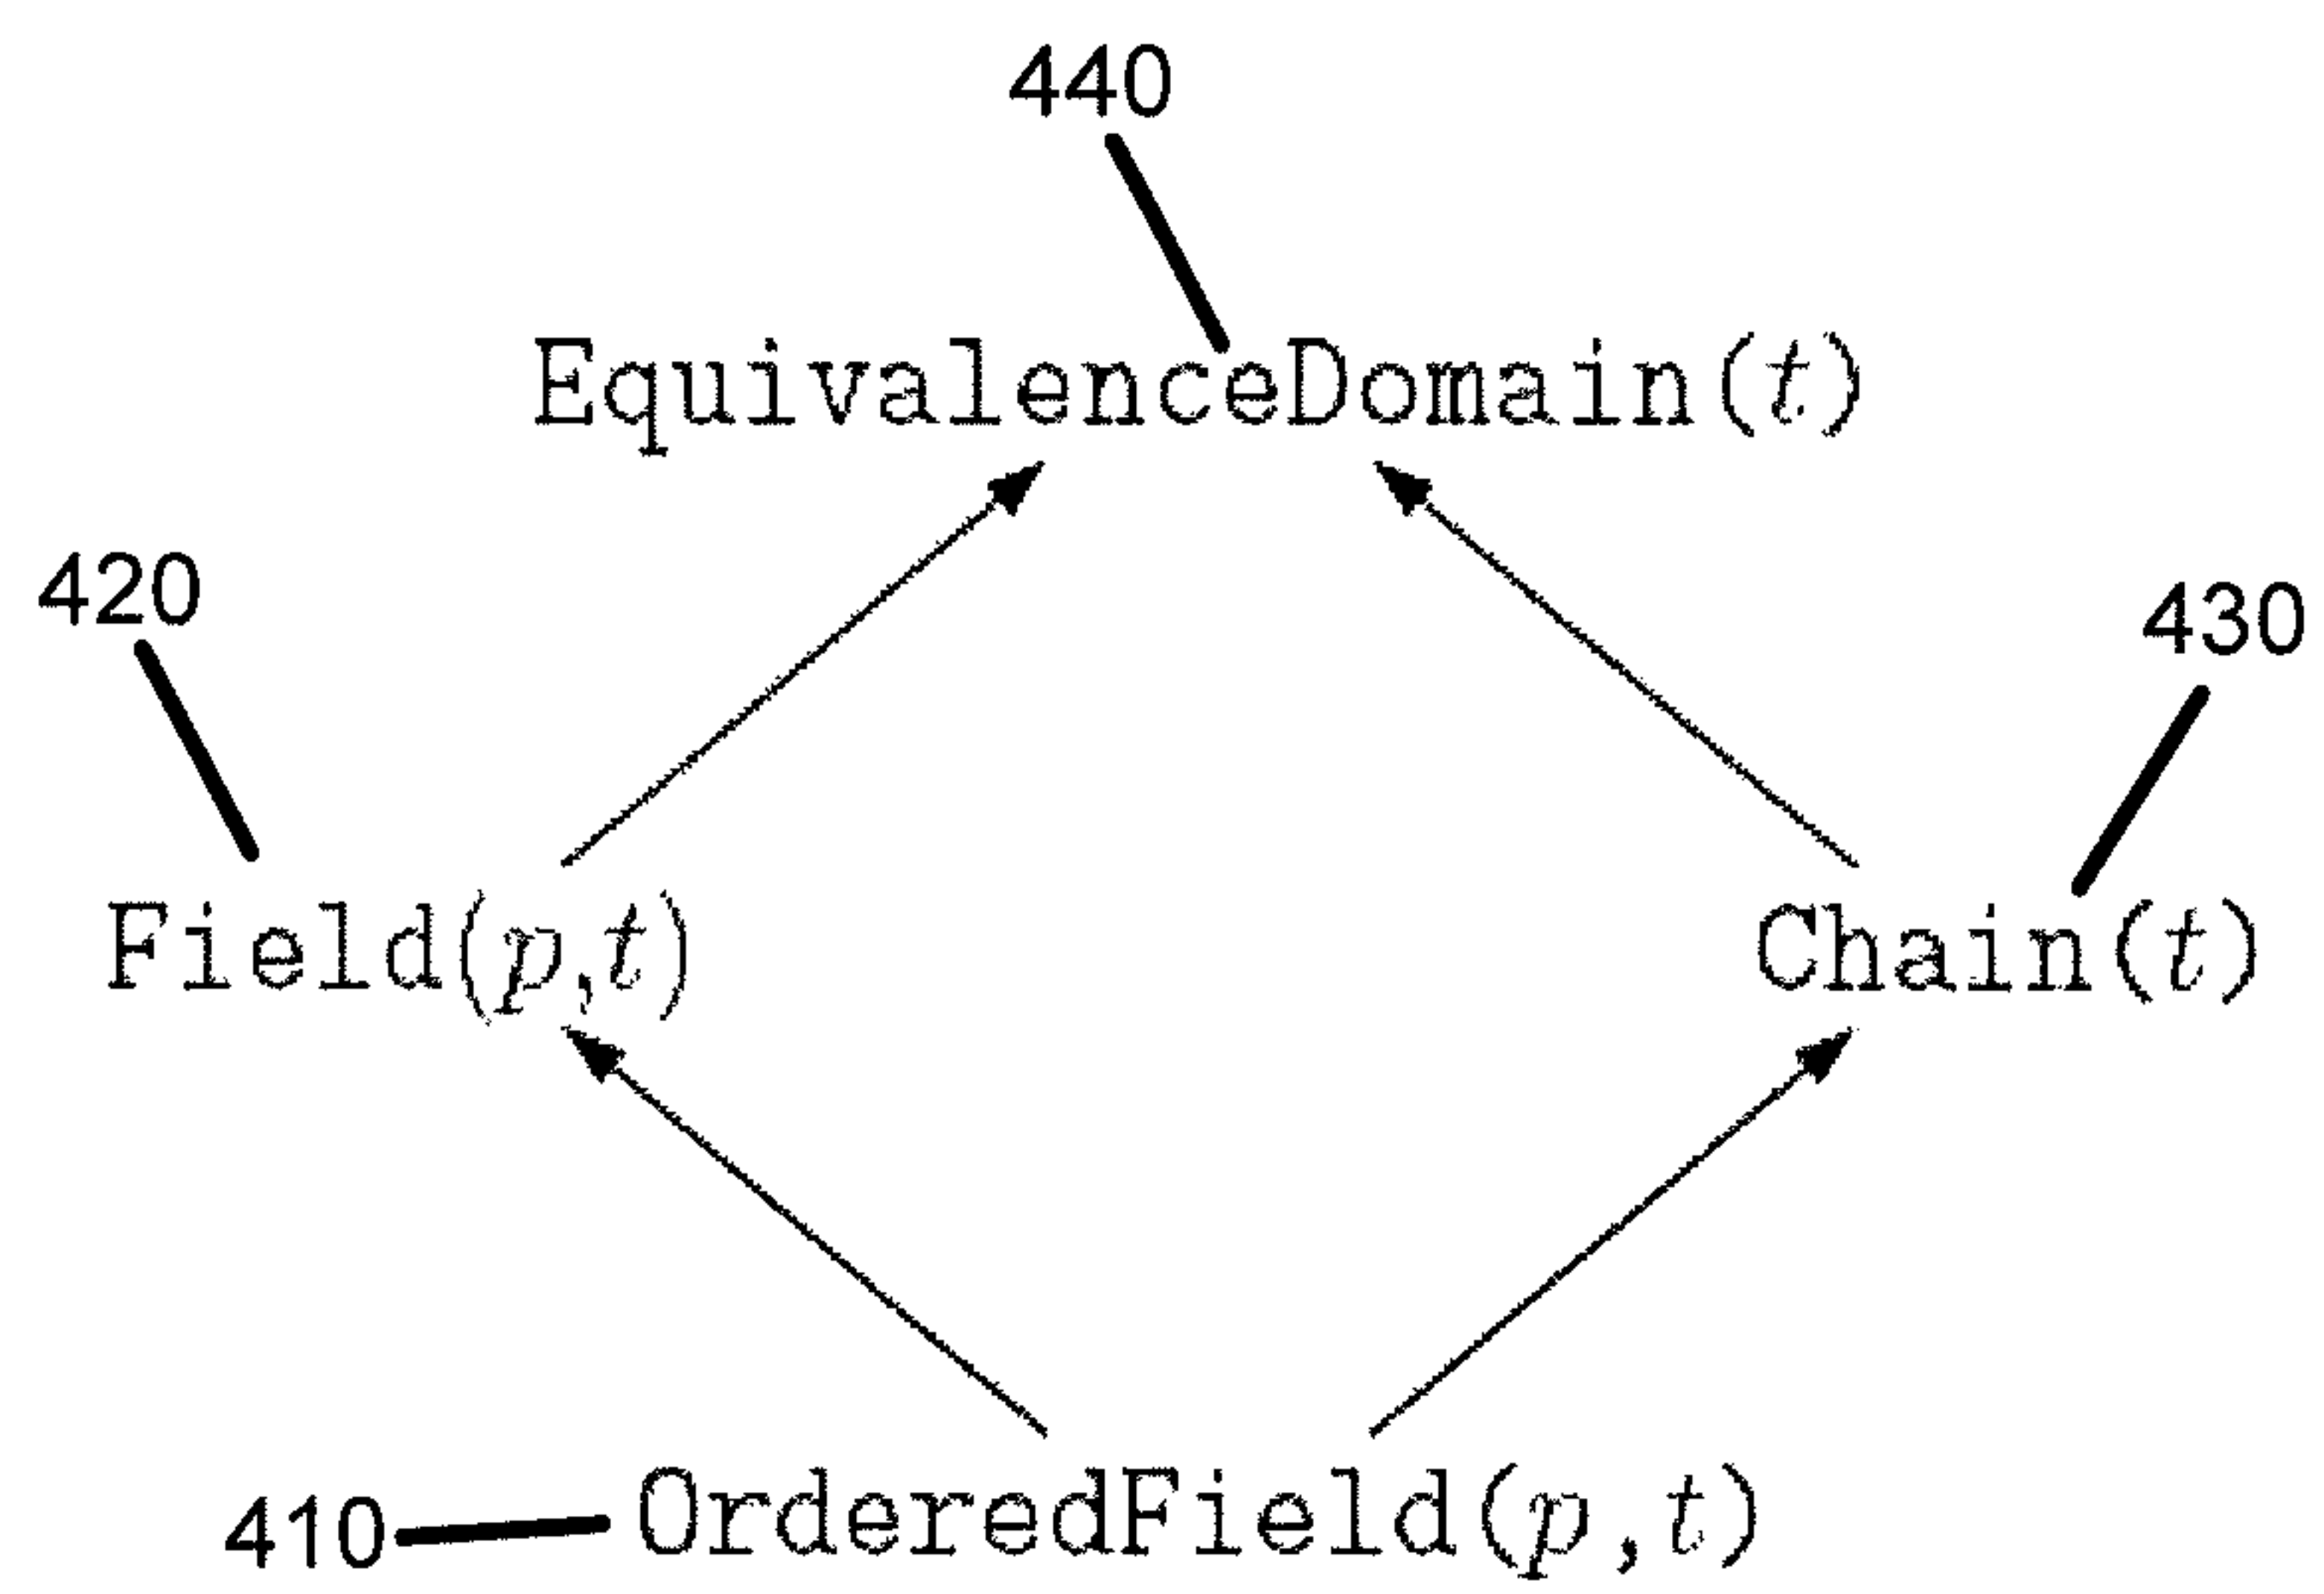 440
EquivalenceDomain(t)
420
430
Field(p,t)
Chain(t)
410
OrderedField(p,t)